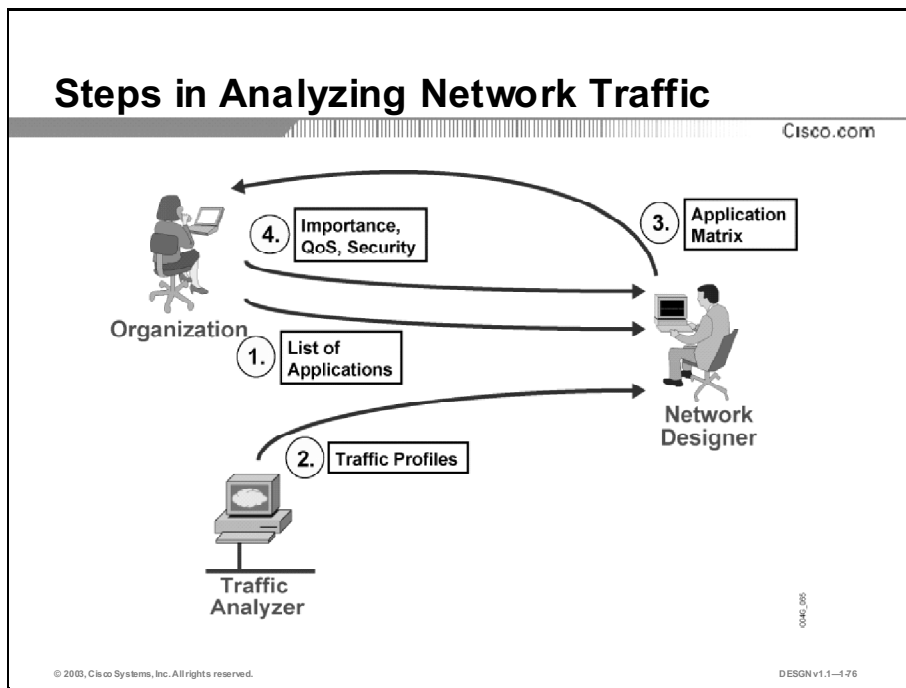 Steps in Analyzing Network Traffic
Cisco.com
4.
Importance,
QoS, Security
3.
Application
Matrix
Organization
1.
List of
Applications
Network
Designer
2.
Traffic Profiles
Traffic
Analyzer
© 2003, Cisco Systems, Inc. All rights reserved.
DESGN v1.1—1-76